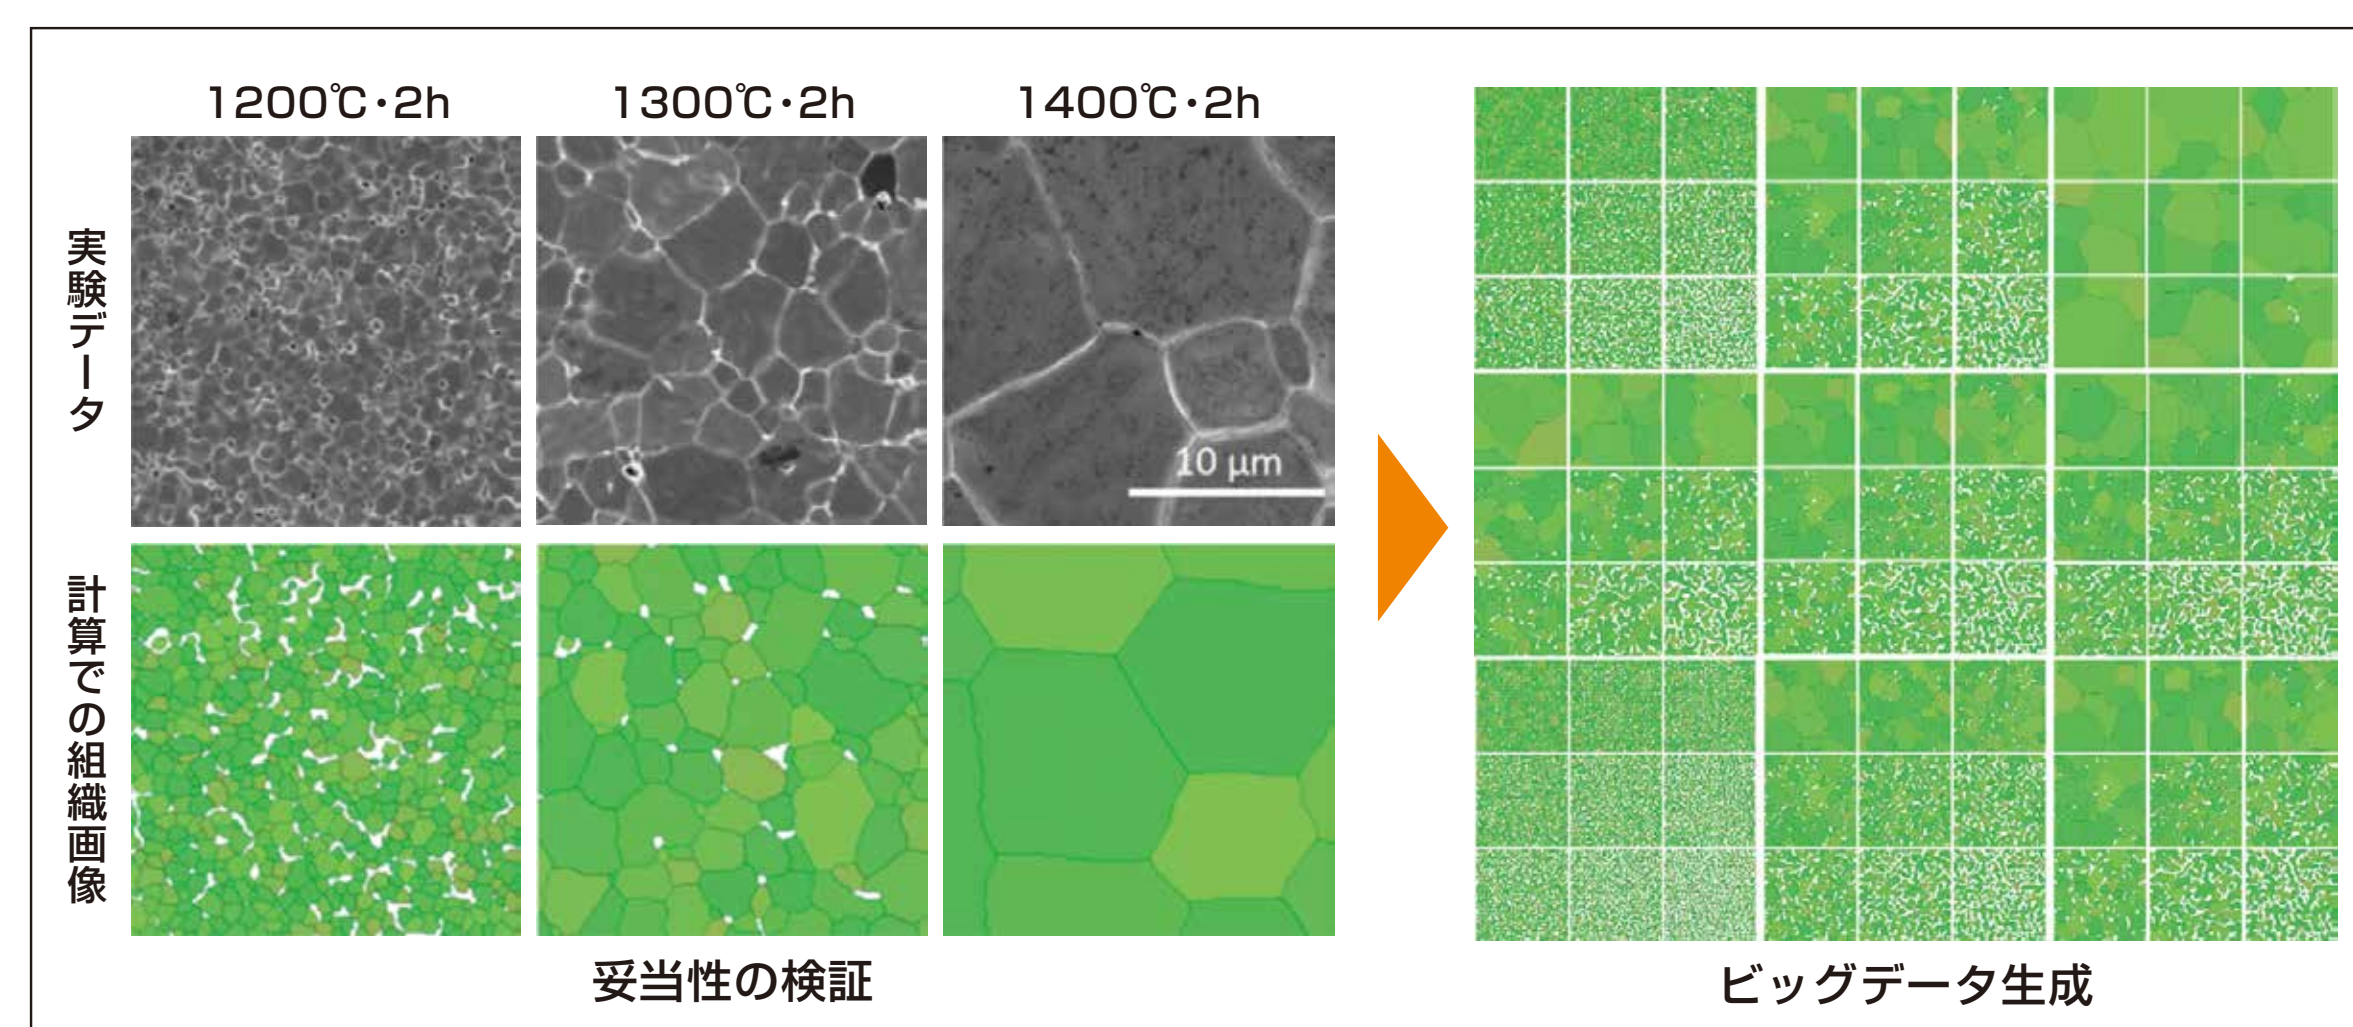 1200℃・2h
1300℃・2h
1400℃・2h
実験データ
10 µm
計算での組織画像
妥当性の検証
ビッグデータ生成